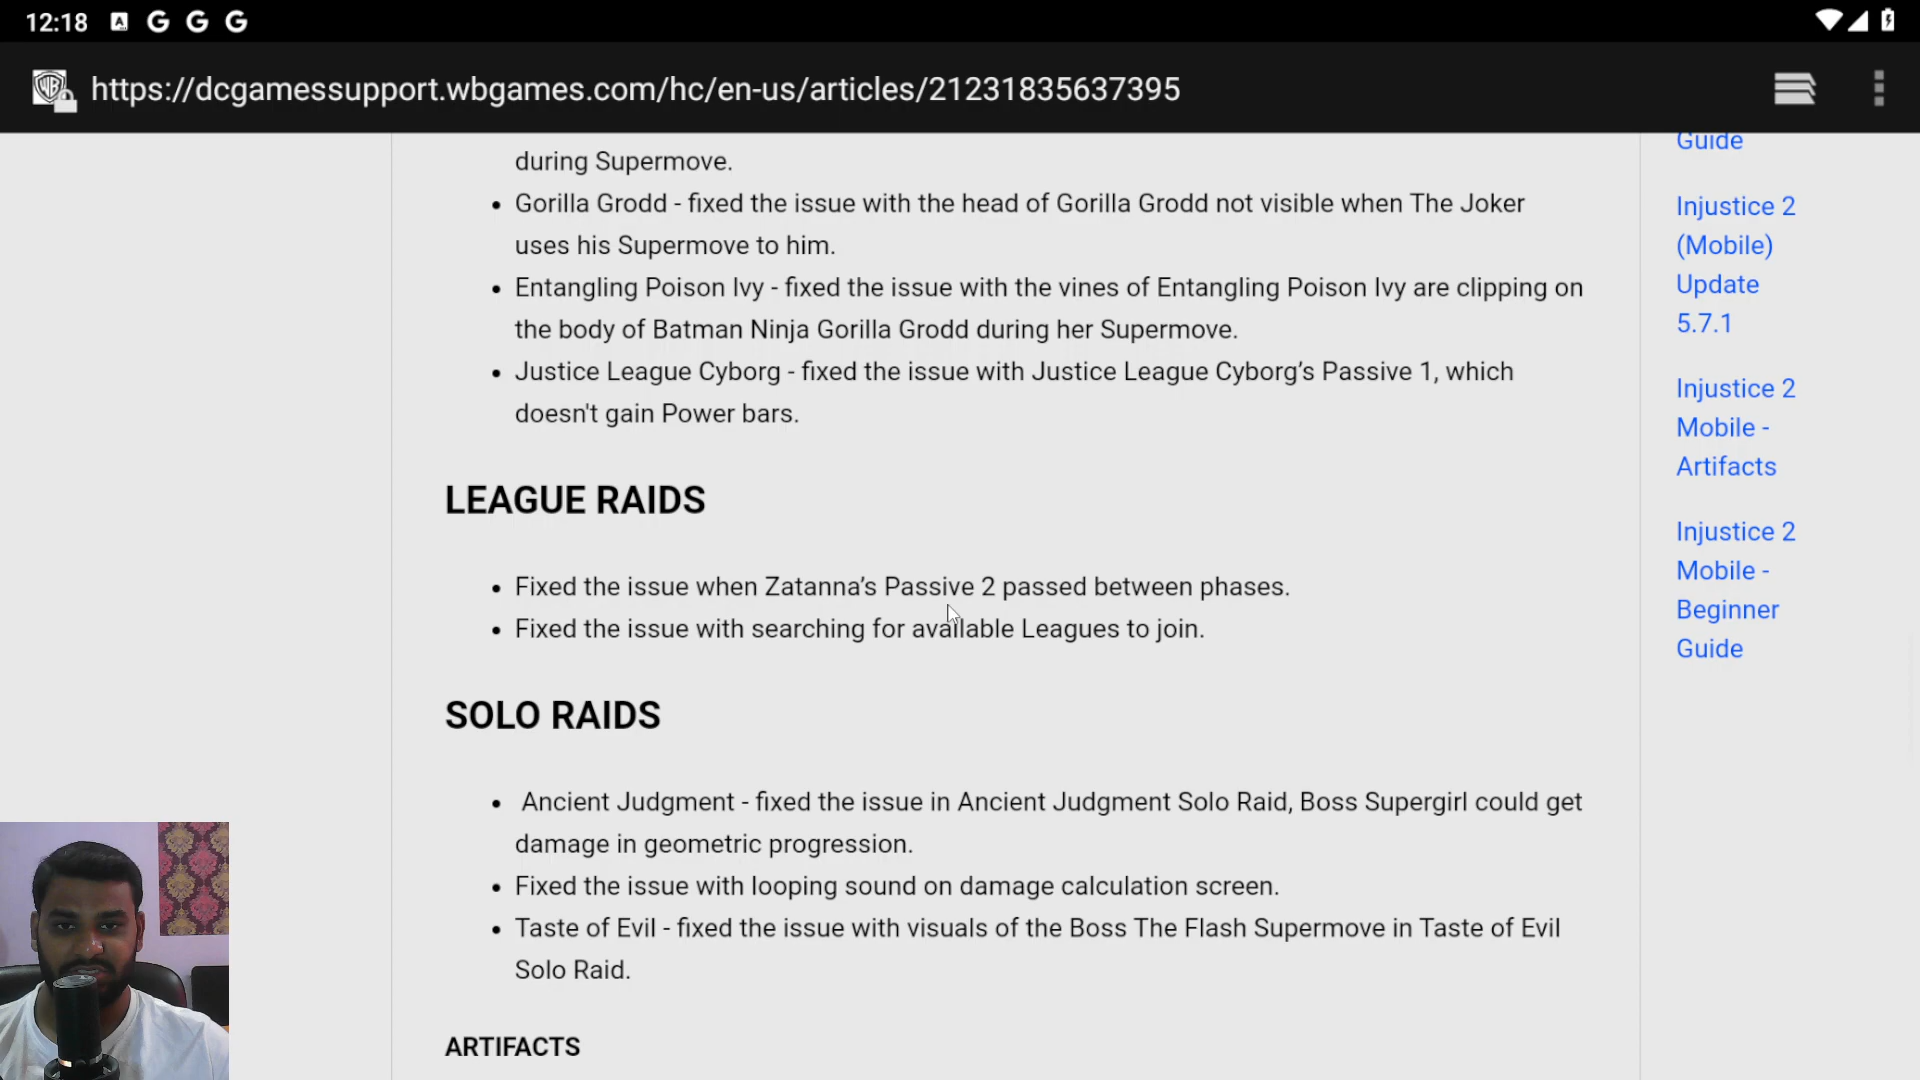 12:18 A G G G
https://dcgamessupport.wbgames.com/hc/en-us/articles/21231835637395
during Supermove.
• Gorilla Grodd - fixed the issue with the head of Gorilla Grodd not visible when The Joker
uses his Supermove to him.
• Entangling Poison Ivy - fixed the issue with the vines of Entangling Poison Ivy are clipping on
the body of Batman Ninja Gorilla Grodd during her Supermove.
• Justice League Cyborg - fixed the issue with Justice League Cyborg’s Passive 1, which
doesn't gain Power bars.
LEAGUE RAIDS
• Fixed the issue when Zatanna’s Passive 2 passed between phases.
• Fixed the issue with searching for available Leagues to join.
SOLO RAIDS
• Ancient Judgment - fixed the issue in Ancient Judgment Solo Raid, Boss Supergirl could get
damage in geometric progression.
• Fixed the issue with looping sound on damage calculation screen.
• Taste of Evil - fixed the issue with visuals of the Boss The Flash Supermove in Taste of Evil
Solo Raid.
ARTIFACTS
Guide
Injustice 2
(Mobile)
Update
5.7.1
Injustice 2
Mobile -
Artifacts
Injustice 2
Mobile -
Beginner
Guide